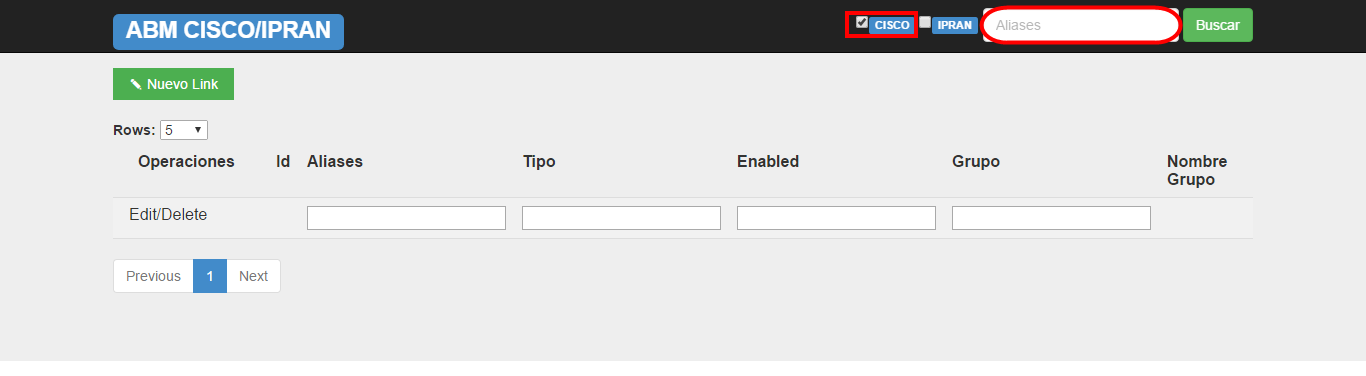 ABM CISCO/IPRAN
CISCO IPRAN Aliases Buscar
Nuevo Link
Rows: 5
Operaciones Id Aliases Tipo Enabled Grupo Nombre
Grupo
Edit/Delete
Previous 1 Next